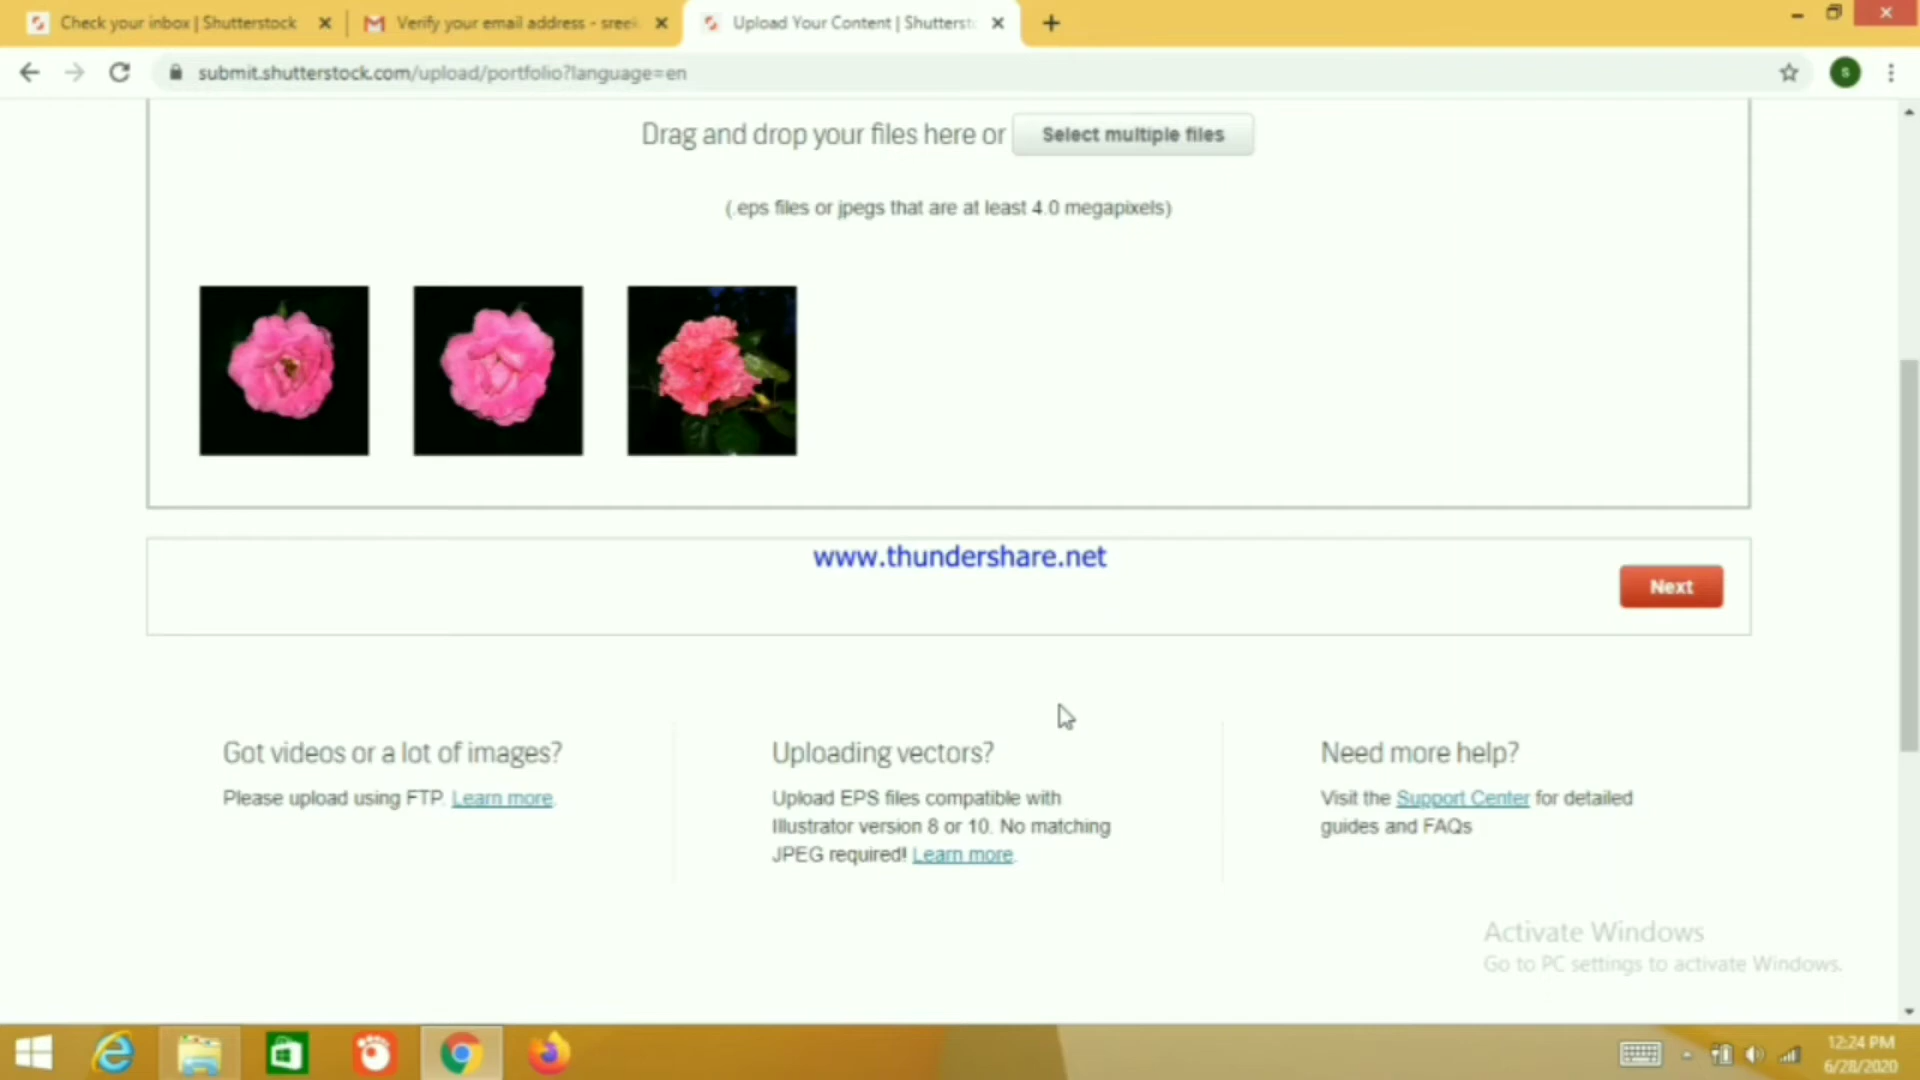 Check your inbox | Shutterstock
Verify your email address - sree
Upload Your Content | Shutterst
submit.shutterstock.com/upload/portfolio?language=en
S
Drag and drop your files here or
Select multiple files
(.eps files or jpegs that are at least 4.0 megapixels)
www.thundershare.net
Next
Got videos or a lot of images?
Please upload using FTP. Learn more.
Uploading vectors?
Upload EPS files compatible with
Illustrator version 8 or 10. No matching
JPEG required! Learn more.
Need more help?
Visit the Support Center for detailed
guides and FAQs
Activate Windows
Go to PC settings to activate Windows.
12:24 PM
6/28/2020